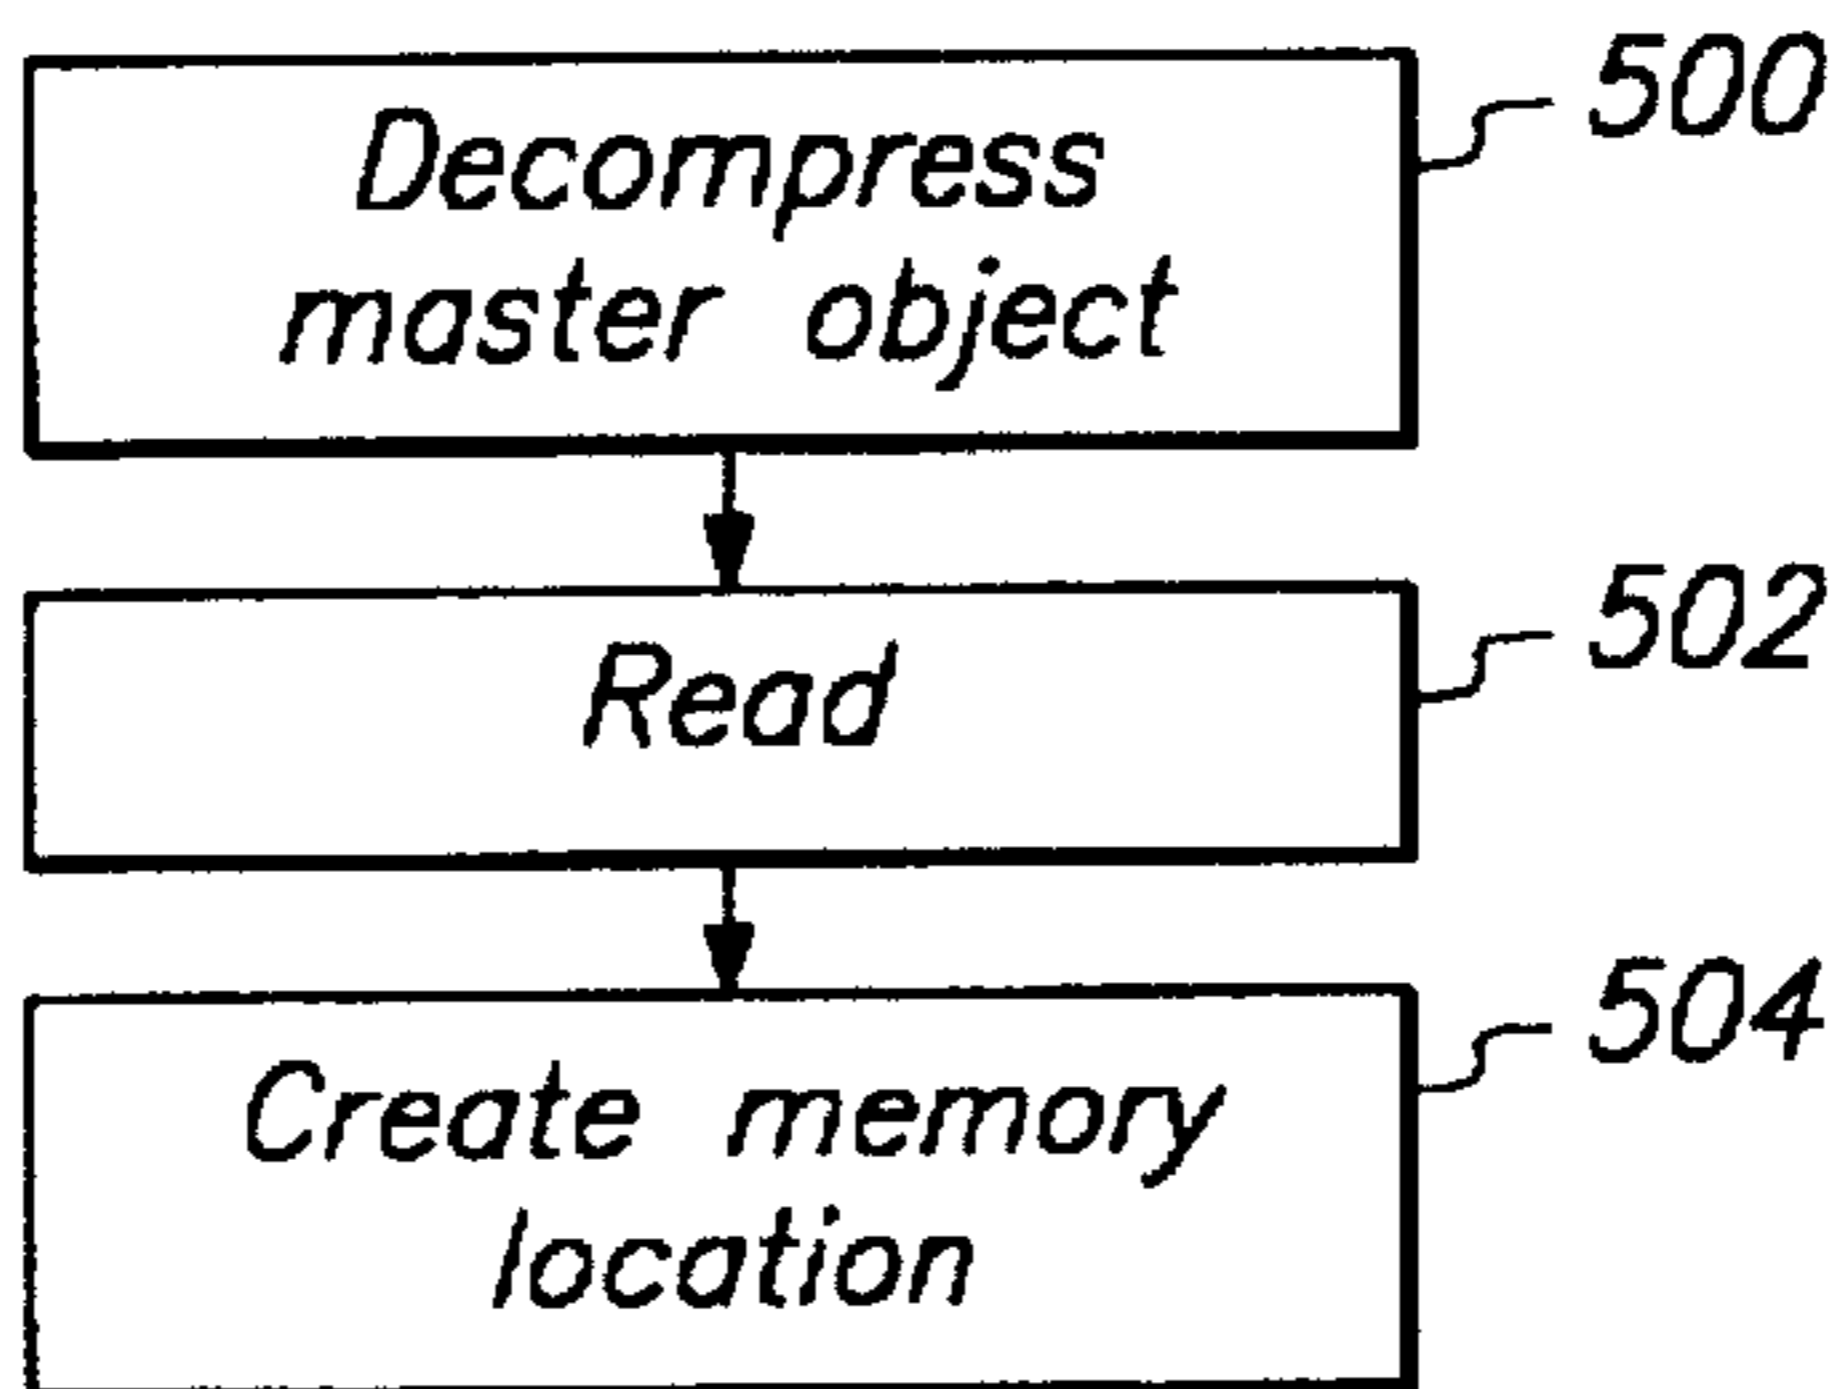 Decompress
master object
500
Read
502
Create memory
location
504